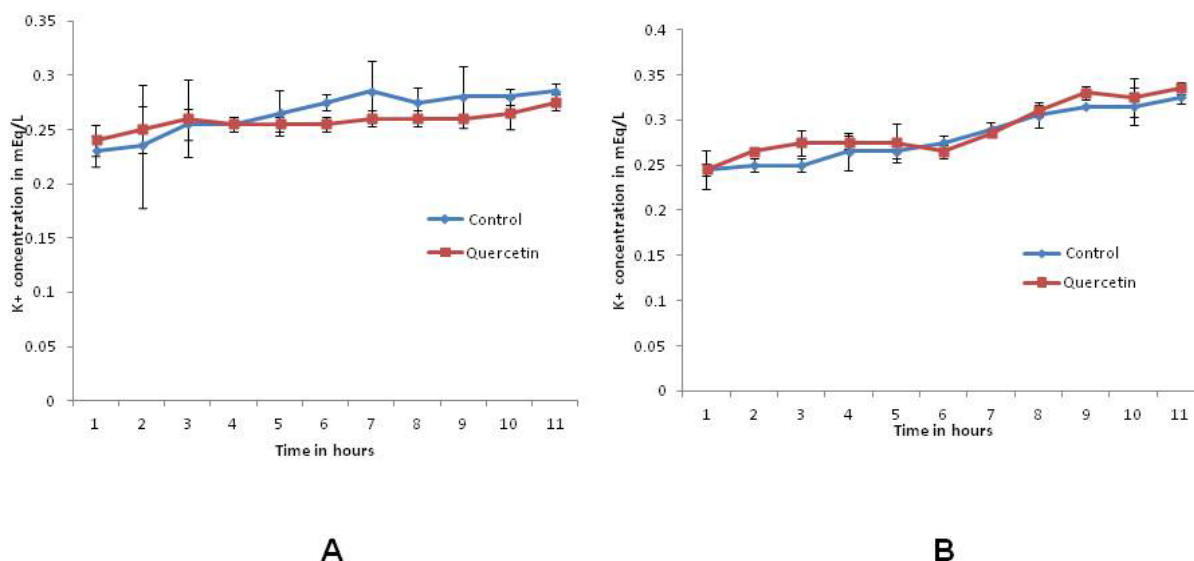 0.35
0.3
0.25
0.2
0.15
0.1
0.05
0
K+ concentration in mEq/L
1 2 3 4 5 6 7 8 9 10 11
Time in hours
Control
Quercetin
A
0.4
0.35
0.3
0.25
0.2
0.15
0.1
0.05
0
K+ concentration in mEq/L
1 2 3 4 5 6 7 8 9 10 11
Time in hours
Control
Quercetin
B